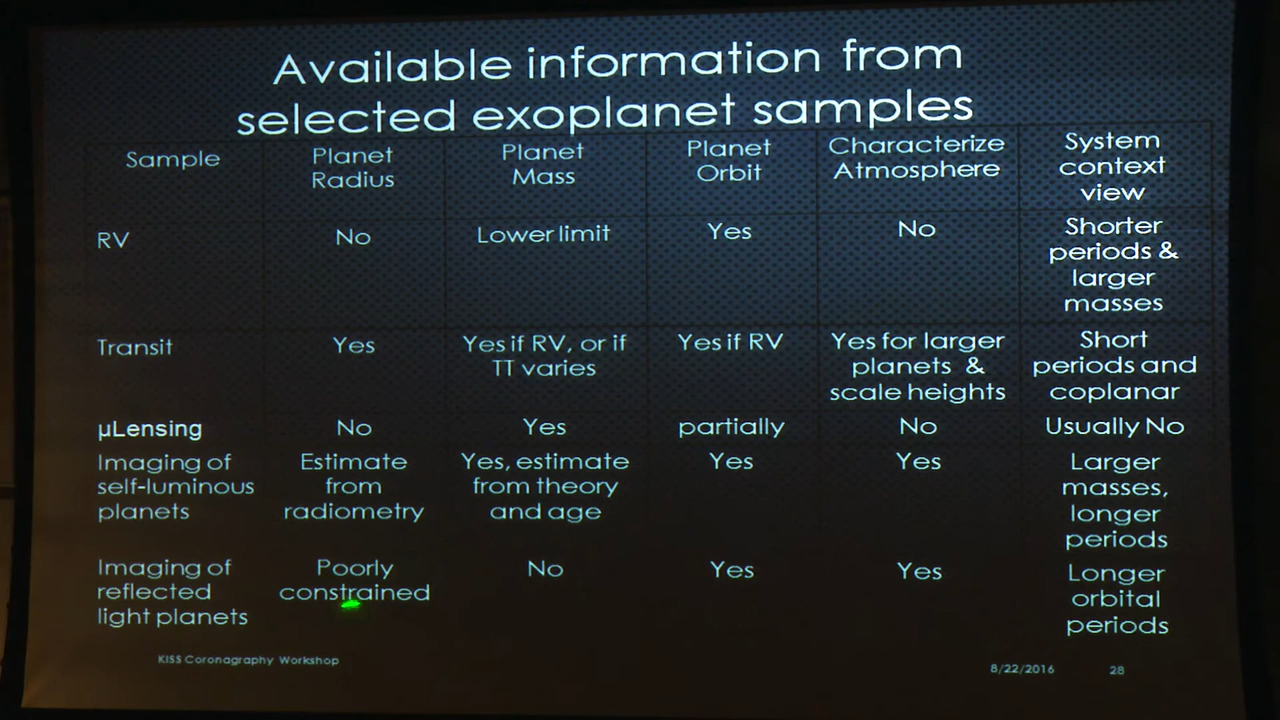 Available information from
selected exoplanet samples
Sample
Planet
Radius
Planet
Mass
Planet
Orbit
Characterize
Atmosphere
System
context
view
RV
No
Lower limit
Yes
No
Shorter
periods &
larger
masses
Transit
Yes
Yes if RV, or if
TT varies
Yes if RV
Yes for larger
planets &
scale heights
Short
periods and
coplanar
µLensing
No
Yes
partially
No
Usually No
Imaging of
self-luminous
planets
Estimate
from
radiometry
Yes, estimate
from theory
and age
Yes
Yes
Larger
masses,
longer
periods
Imaging of
reflected
light planets
Poorly
constrained
No
Yes
Yes
Longer
orbital
periods
KISS Coronagraphy Workshop
8/22/2016
28